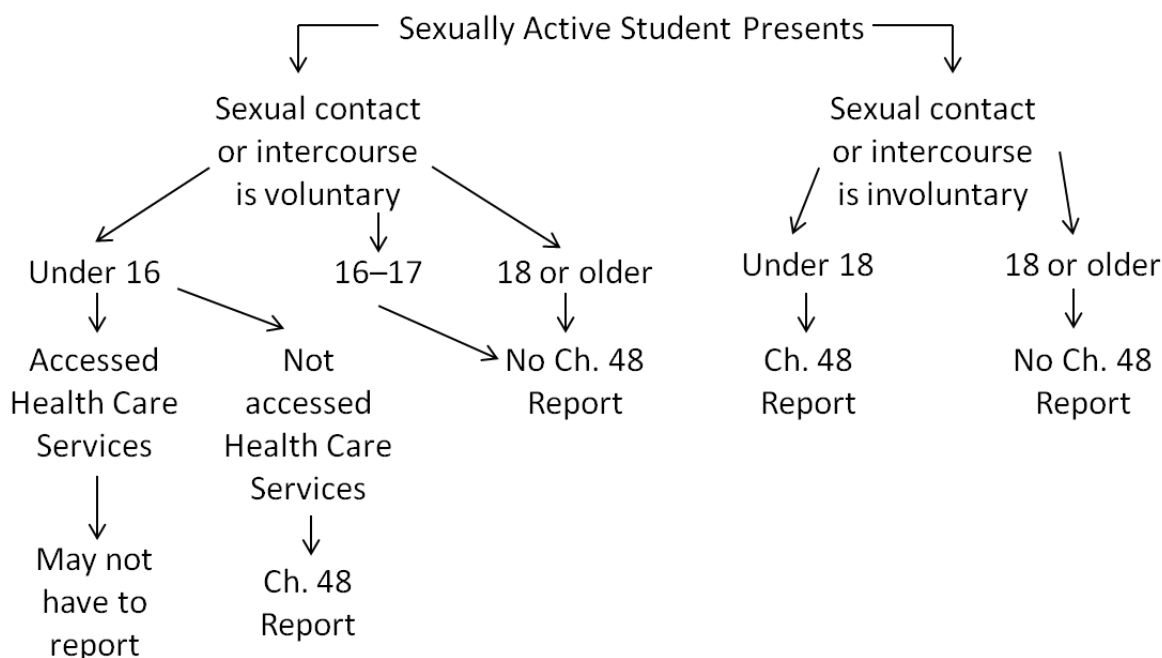 Sexually Active Student Presents
Sexual contact
or intercourse
is voluntary
Sexual contact
or intercourse
is involuntary
Under 16
16–17
18 or older
Under 18
18 or older
Accessed
Health Care
Services
Not
accessed
Health Care
Services
No Ch. 48
Report
Ch. 48
Report
No Ch. 48
Report
May not
have to
report
Ch. 48
Report